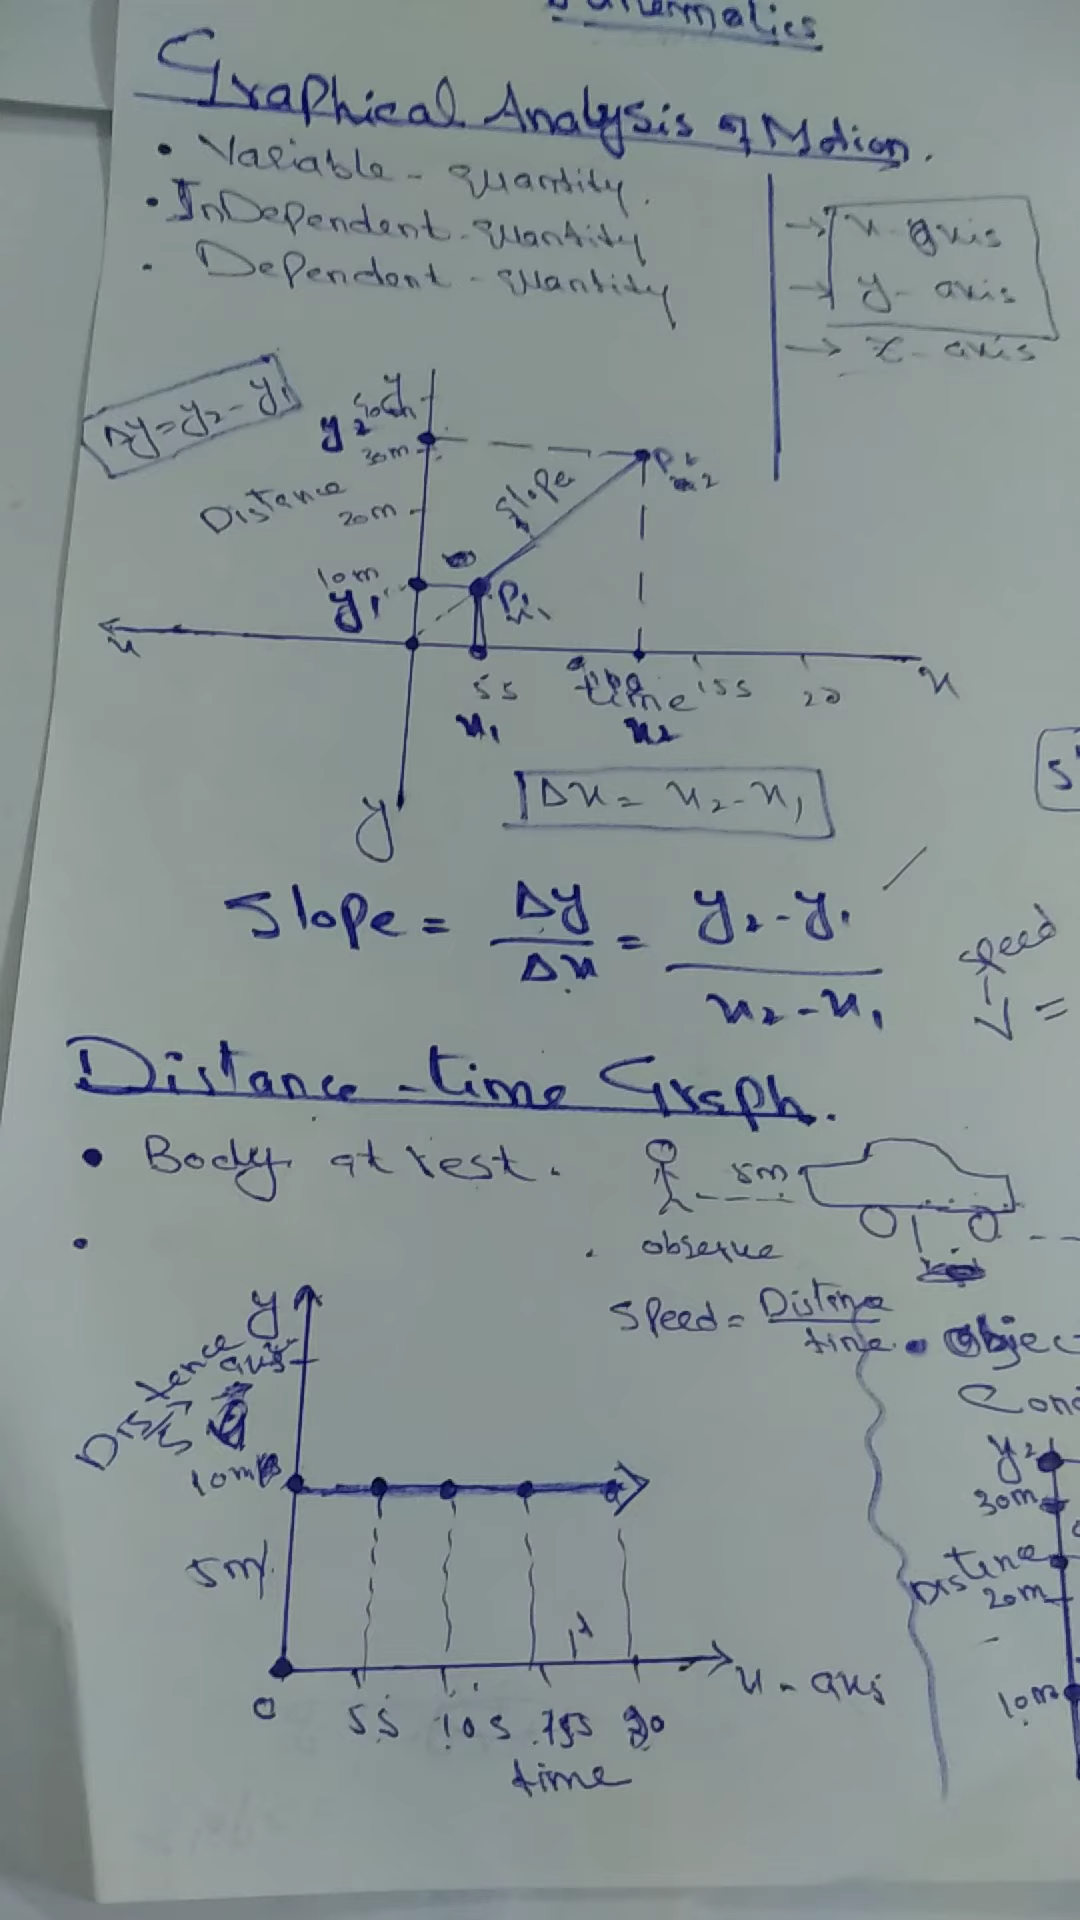 Graphical Analysis of Motion.
• Variable - quantity.
• InDependent - quantity
• Dependent - quantity
→ x-axis
→ y-axis
→ z-axis
Δy = y₂ - y₁
y
y₂
30m
Distance
20m
Slope
10m
y₁
P₁
x
5s
time
15s
20
x
x₁
x₂
Δx = x₂ - x₁
y'
Slope = Δy/Δx = (y₂ - y₁)/(x₂ - x₁)
speed
V =
Distance - time Graph.
• Body at rest.
5m
observe
Speed = Distance/time
y
axis
Distence
10m
5m
t
x - axis
0
5s
10s
15s
20
time
y₂
30m
Distence
20m
10m